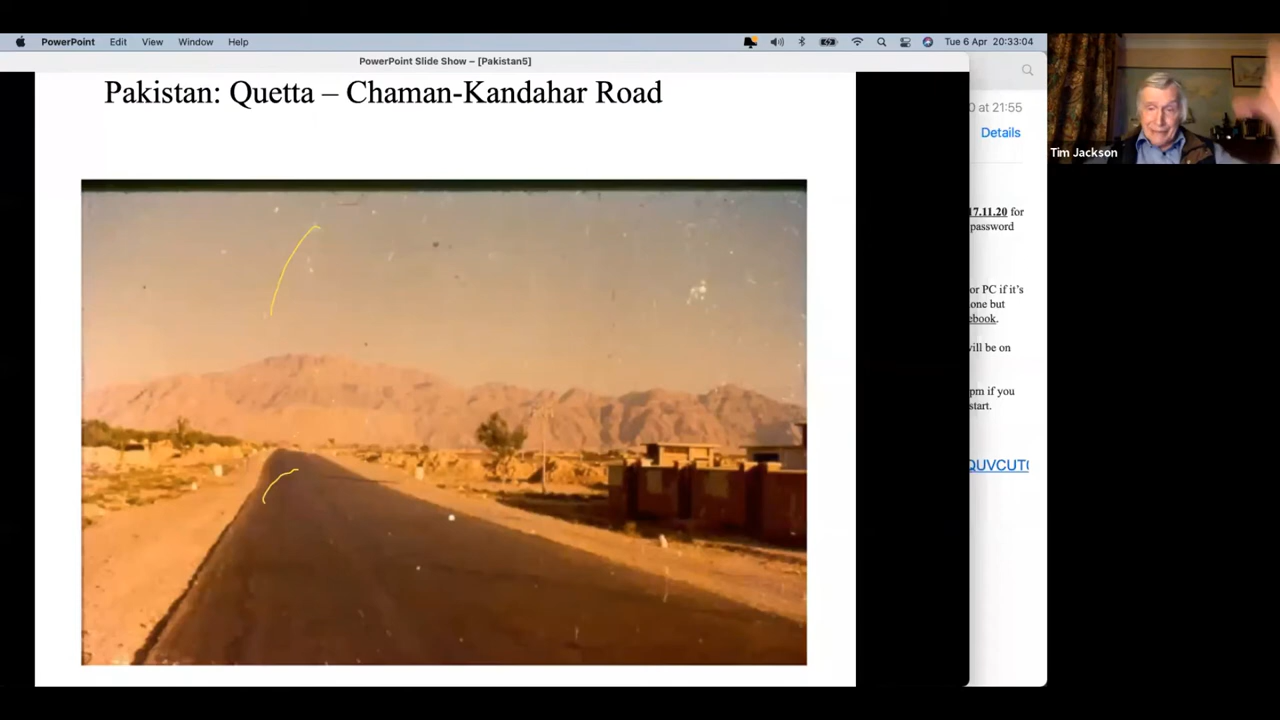 PowerPoint Edit View Window Help Tue 6 Apr 20:33:04
PowerPoint Slide Show – [Pakistan5]
Pakistan: Quetta – Chaman-Kandahar Road
0 at 21:55
Details
Tim Jackson
17.11.20 for
password
or PC if it's
one but
ebook.
will be on
pm if you
start.
QUVCUT